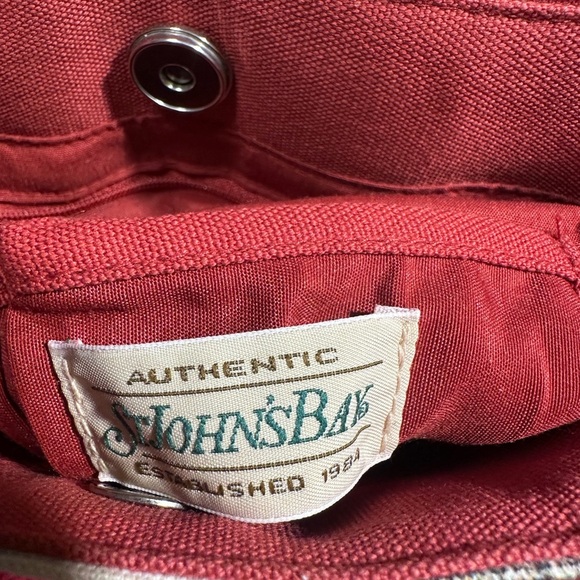 AUTHENTIC
ST. JOHN'S BAY
ESTABLISHED 1984